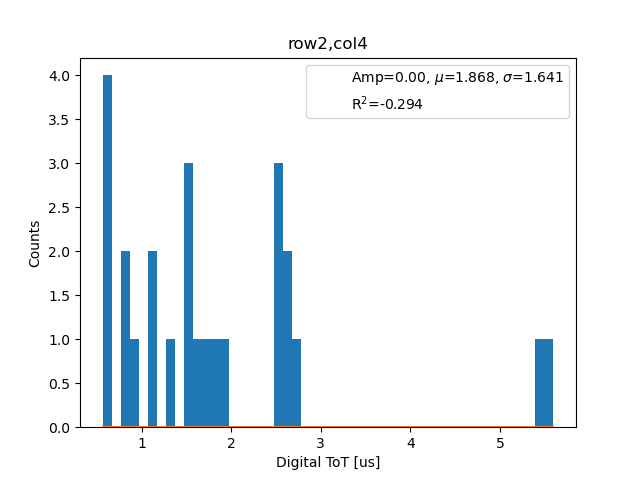 row2,col4
Amp=0.00, μ=1.868, σ=1.641
R²=-0.294
4.0
3.5
3.0
2.5
2.0
1.5
1.0
0.5
0.0
Counts
1 2 3 4 5
Digital ToT [us]